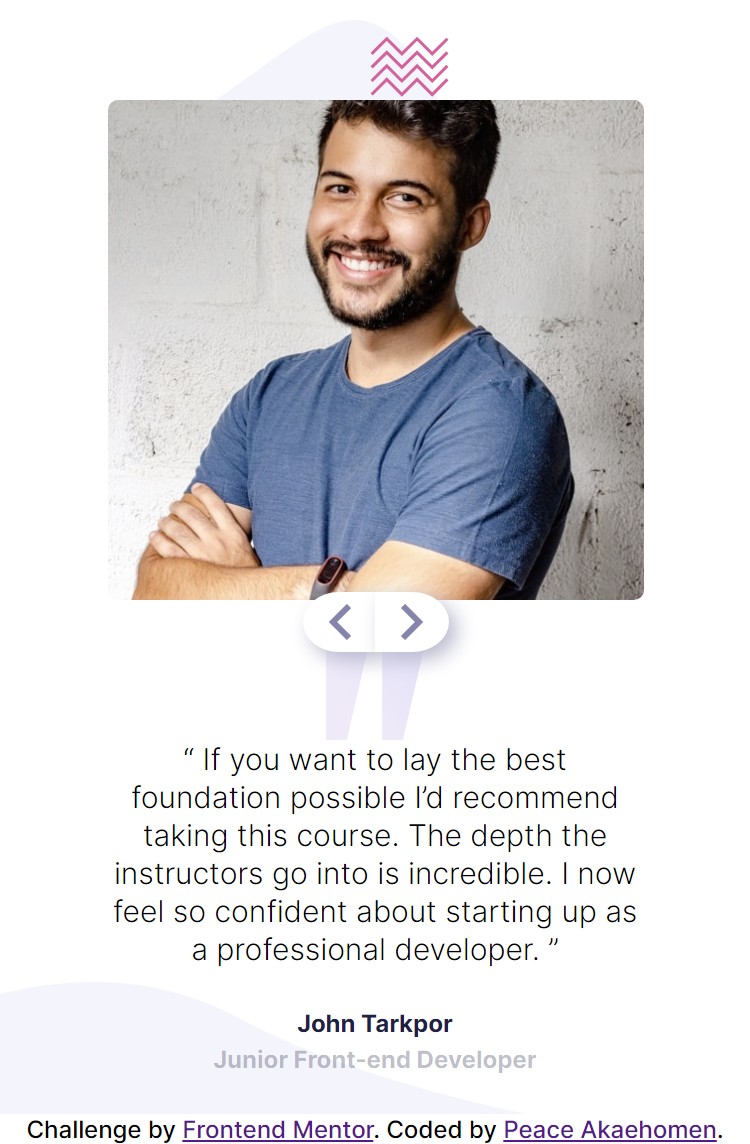 “ If you want to lay the best
foundation possible I’d recommend
taking this course. The depth the
instructors go into is incredible. I now
feel so confident about starting up as
a professional developer. ”
John Tarkpor
Junior Front-end Developer
Challenge by Frontend Mentor. Coded by Peace Akaehomen.